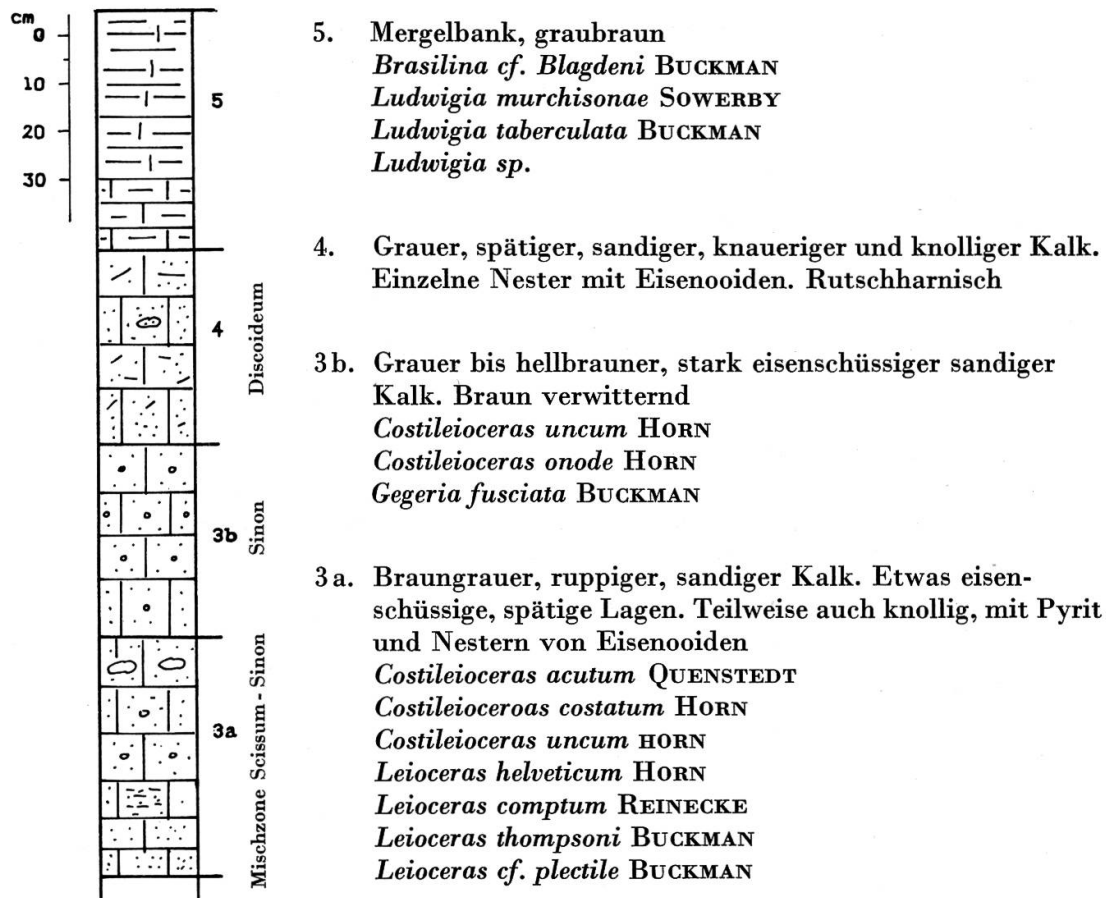 cm
0
10
20
30
5
4
3b
3a
Discoideum
Sinon
Mischzone Scissum - Sinon
5. Mergelbank, graubraun
Brasilina cf. Blagdeni BUCKMAN
Ludwigia murchisonae SOWERBY
Ludwigia taberculata BUCKMAN
Ludwigia sp.
4. Grauer, spätiger, sandiger, knaueriger und knolliger Kalk.
Einzelne Nester mit Eisenooiden. Rutschharnisch
3b. Grauer bis hellbrauner, stark eisenschüssiger sandiger
Kalk. Braun verwitternd
Costileioceras uncum HORN
Costileioceras onode HORN
Gegeria fusciata BUCKMAN
3a. Braungrauer, ruppiger, sandiger Kalk. Etwas eisen-
schüssige, spätige Lagen. Teilweise auch knollig, mit Pyrit
und Nestern von Eisenooiden
Costileioceras acutum QUENSTEDT
Costileioceroas costatum HORN
Costileioceras uncum HORN
Leioceras helveticum HORN
Leioceras comptum REINECKE
Leioceras thompsoni BUCKMAN
Leioceras cf. plectile BUCKMAN